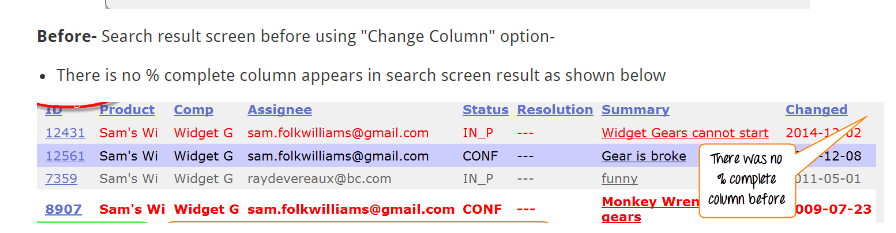 Before- Search result screen before using "Change Column" option-
There is no % complete column appears in search screen result as shown below
ID Product Comp Assignee Status Resolution Summary Changed
12431 Sam's Wi Widget G sam.folkwilliams@gmail.com IN_P --- Widget Gears cannot start 2014-12-02
12561 Sam's Wi Widget G sam.folkwilliams@gmail.com CONF --- Gear is broke -12-08
7359 Sam's Wi Widget G raydevereaux@bc.com IN_P --- funny 011-05-01
8907 Sam's Wi Widget G sam.folkwilliams@gmail.com CONF --- Monkey Wren 009-07-23
gears
There was no
% complete
column before